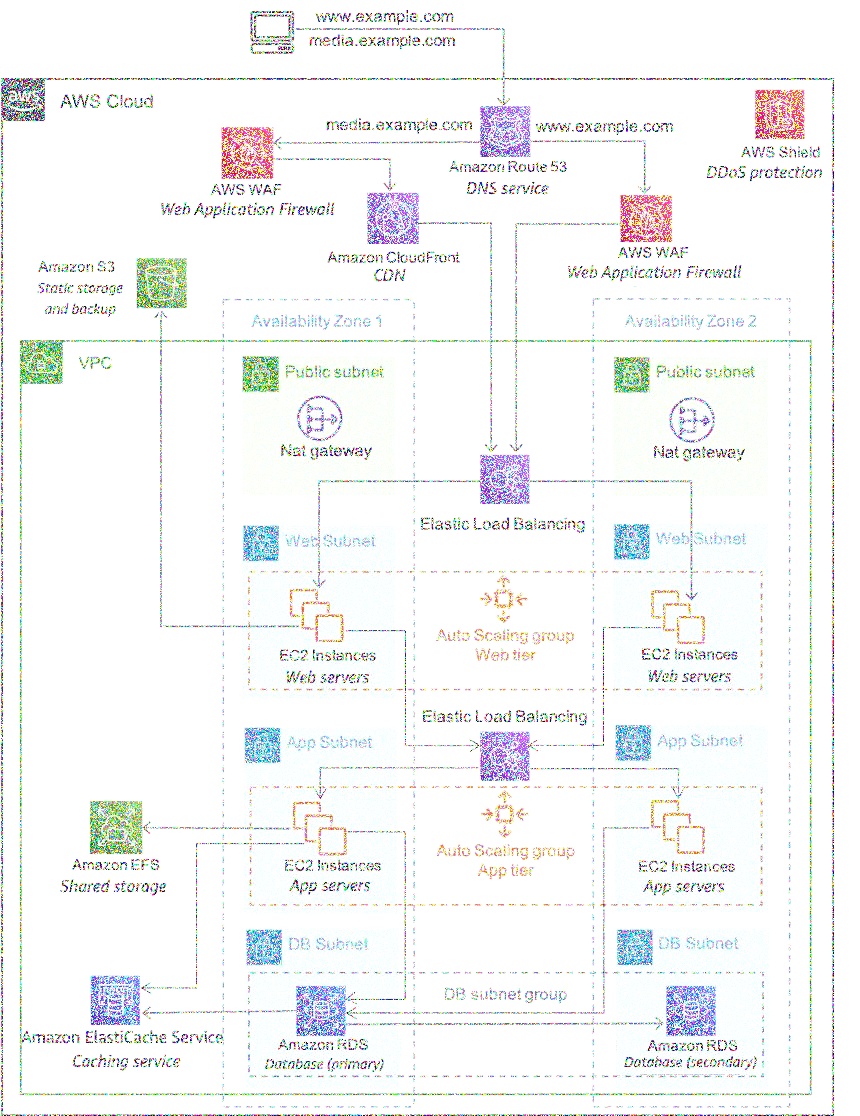 www.example.com
media.example.com
aws
AWS Cloud
media.example.com
www.example.com
Amazon Route 53
DNS service
AWS Shield
DDoS protection
AWS WAF
Web Application Firewall
Amazon CloudFront
CDN
AWS WAF
Web Application Firewall
Amazon S3
Static storage
and backup
Availability Zone 1
Availability Zone 2
VPC
Public subnet
Public subnet
Nat gateway
Nat gateway
Elastic Load Balancing
Web Subnet
Web Subnet
Auto Scaling group
Web tier
EC2 Instances
Web servers
EC2 Instances
Web servers
Elastic Load Balancing
App Subnet
App Subnet
Auto Scaling group
App tier
EC2 Instances
App servers
EC2 Instances
App servers
Amazon EFS
Shared storage
DB Subnet
DB Subnet
DB subnet group
Amazon ElastiCache Service
Caching service
Amazon RDS
Database (primary)
Amazon RDS
Database (secondary)